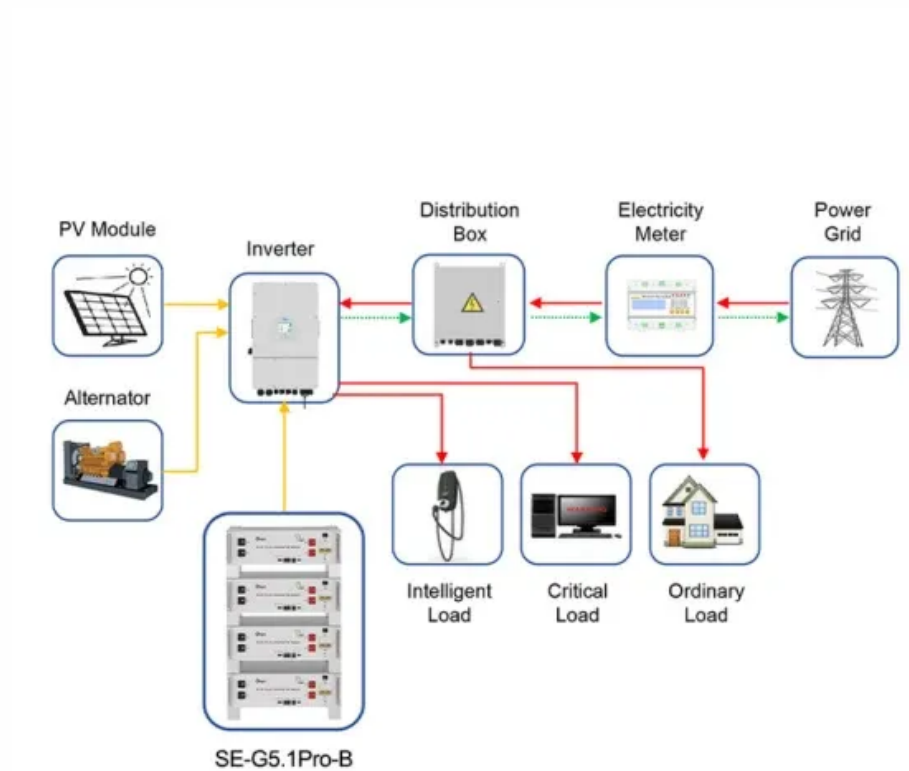 PV Module
Inverter
Distribution
Box
Electricity
Meter
Power
Grid
Alternator
Intelligent
Load
Critical
Load
Ordinary
Load
SE-G5.1Pro-B